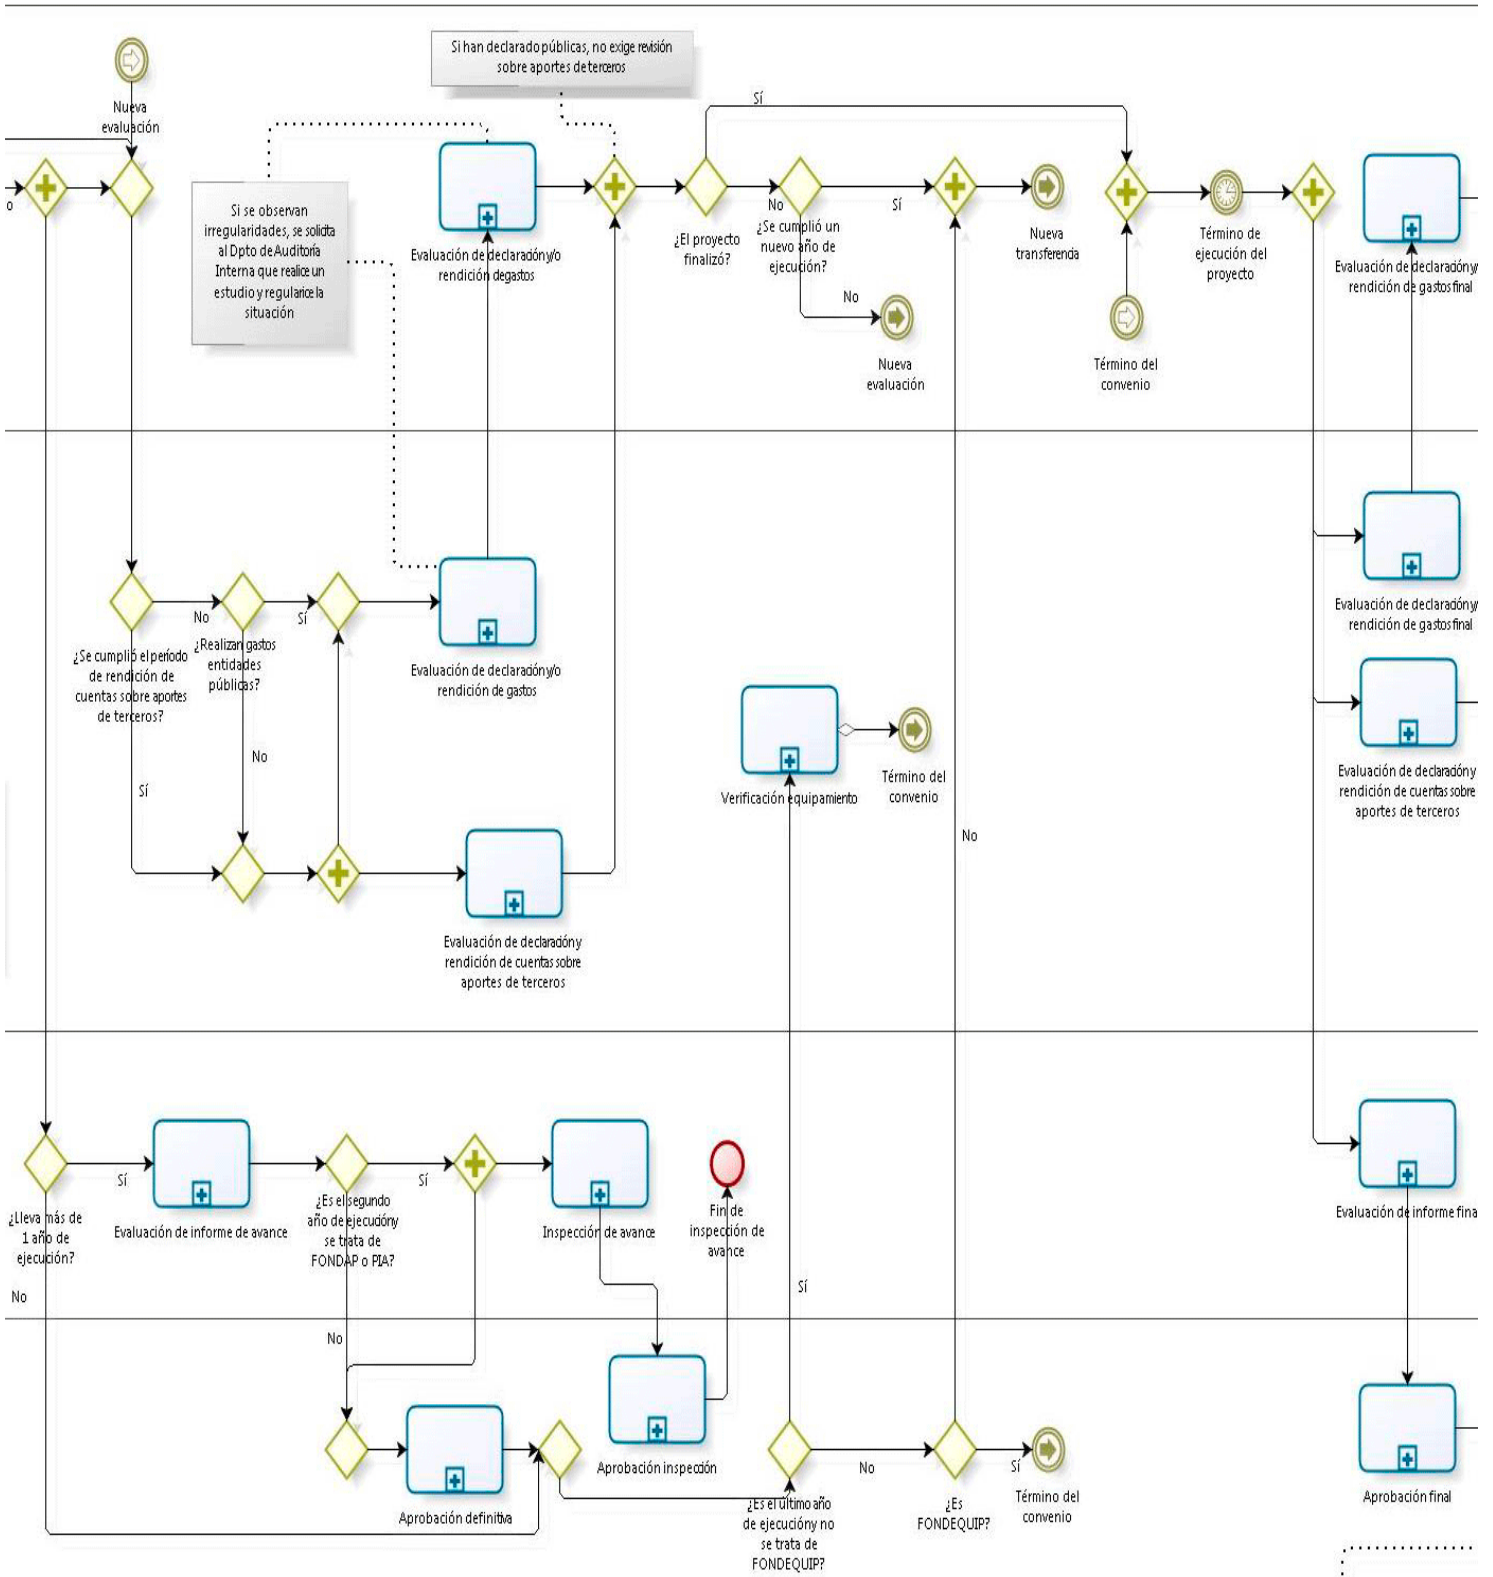 Si han declarado públicas, no exige revisión
sobre aportes de terceros
Sí
Nueva
evaluación
o
Si se observan
irregularidades, se solicita
al Dpto de Auditoría
Interna que realice un
estudio y regularice la
situación
Evaluación de declaración y/o
rendición de gastos
¿El proyecto
finalizó?
No
¿Se cumplió un
nuevo año de
ejecución?
Sí
No
Nueva
evaluación
Nueva
transferencia
Término del
convenio
Término de
ejecución del
proyecto
Evaluación de declaración y
rendición de gastos final
¿Se cumplió el período
de rendición de
cuentas sobre aportes
de terceros?
No
¿Realizan gastos
entidades
públicas?
Sí
No
Sí
Evaluación de declaración y/o
rendición de gastos
Evaluación de declaración y
rendición de cuentas sobre
aportes de terceros
Verificación equipamiento
Término del
convenio
No
Evaluación de declaración y
rendición de gastos final
Evaluación de declaración y
rendición de cuentas sobre
aportes de terceros
¿Lleva más de
1 año de
ejecución?
Sí
No
Evaluación de informe de avance
¿Es el segundo
año de ejecución y
se trata de
FONDAP o PIA?
Sí
No
Inspección de avance
Fin de
inspección de
avance
Sí
Evaluación de informe fina
Aprobación definitiva
Aprobación inspección
¿Es el último año
de ejecución y no
se trata de
FONDEQUIP?
No
¿Es
FONDEQUIP?
Sí
Término del
convenio
Aprobación final